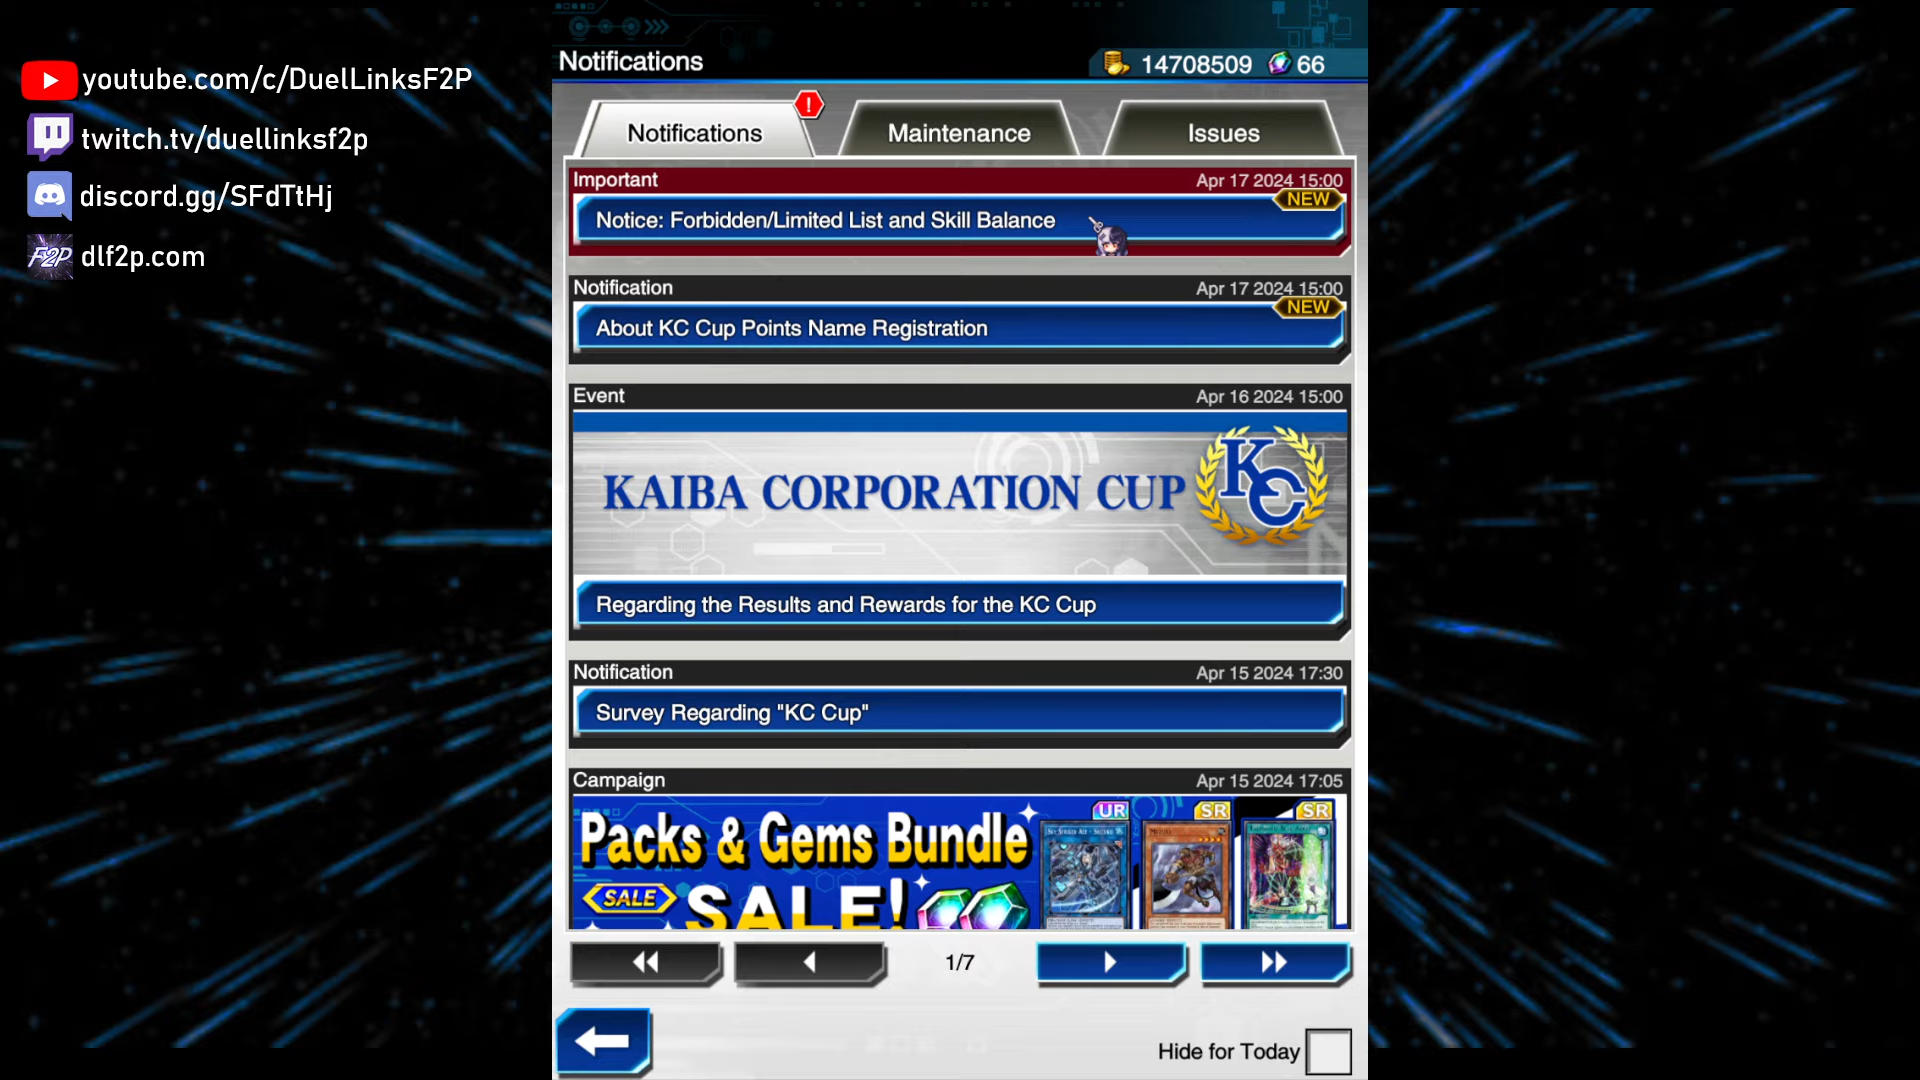 youtube.com/c/DuelLinksF2P
twitch.tv/duellinksf2p
discord.gg/SFdTtHj
F2P dlf2p.com
Notifications
14708509 66
Notifications ! Maintenance Issues
Important Apr 17 2024 15:00
NEW
Notice: Forbidden/Limited List and Skill Balance
Notification Apr 17 2024 15:00
NEW
About KC Cup Points Name Registration
Event Apr 16 2024 15:00
KAIBA CORPORATION CUP KC
Regarding the Results and Rewards for the KC Cup
Notification Apr 15 2024 17:30
Survey Regarding "KC Cup"
Campaign Apr 15 2024 17:05
UR SR SR
Packs & Gems Bundle
SALE SALE!
1/7
Hide for Today